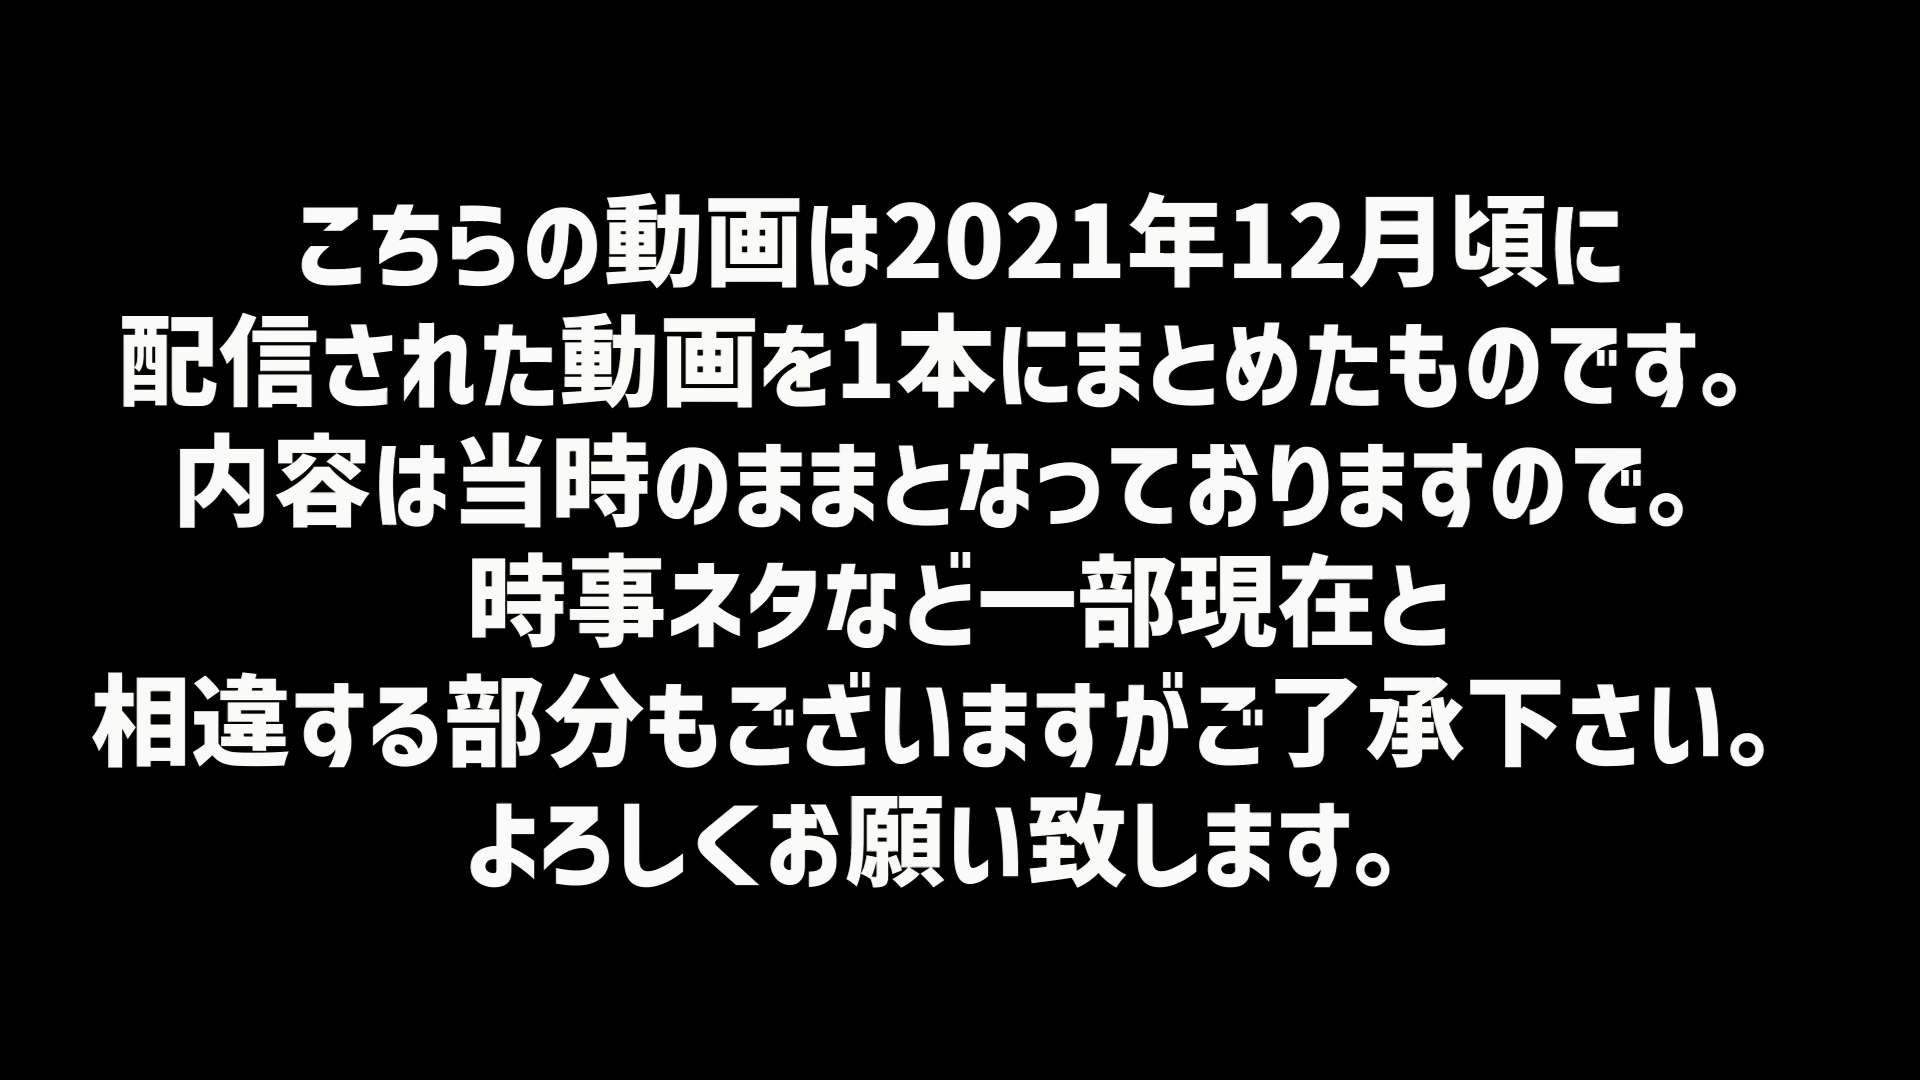 こちらの動画は2021年12月頃に
配信された動画を1本にまとめたものです。
内容は当時のままとなっておりますので。
時事ネタなど一部現在と
相違する部分もございますがご了承下さい。
よろしくお願い致します。